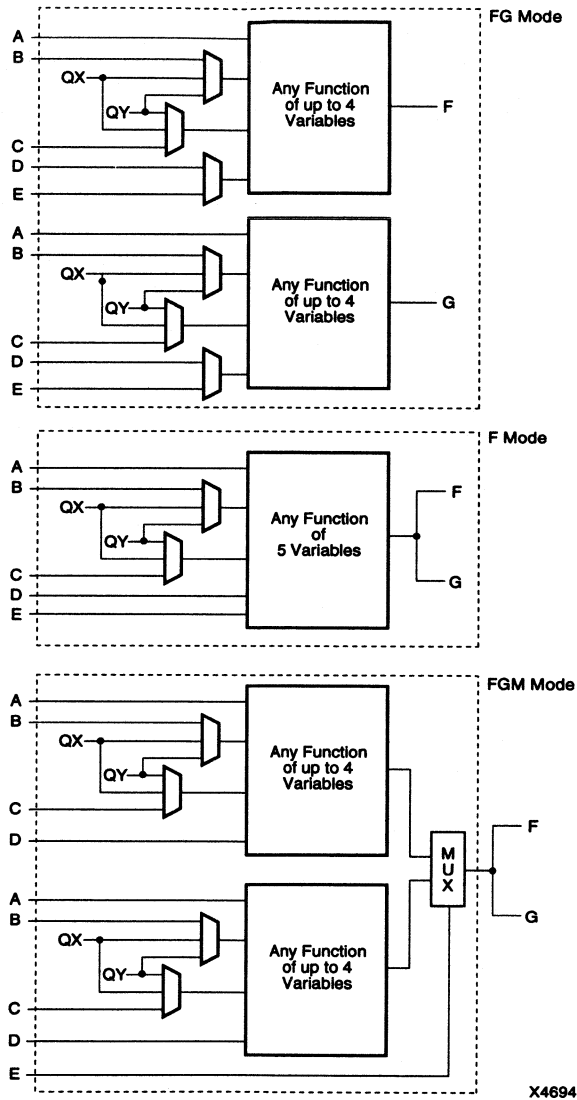 FG Mode
A
B
QX
QY
C
D
E
Any Function
of up to 4
Variables
F
A
B
QX
QY
C
D
E
Any Function
of up to 4
Variables
G
F Mode
A
B
QX
QY
C
D
E
Any Function
of
5 Variables
F
G
FGM Mode
A
B
QX
QY
C
D
Any Function
of up to 4
Variables
A
B
QX
QY
C
D
E
Any Function
of up to 4
Variables
MUX
F
G
X4694